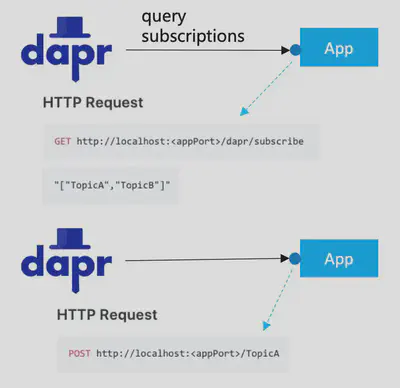 query
subscriptions
dapr
App
HTTP Request
GET http://localhost:<appPort>/dapr/subscribe
"["TopicA","TopicB"]"
dapr
App
HTTP Request
POST http://localhost:<appPort>/TopicA